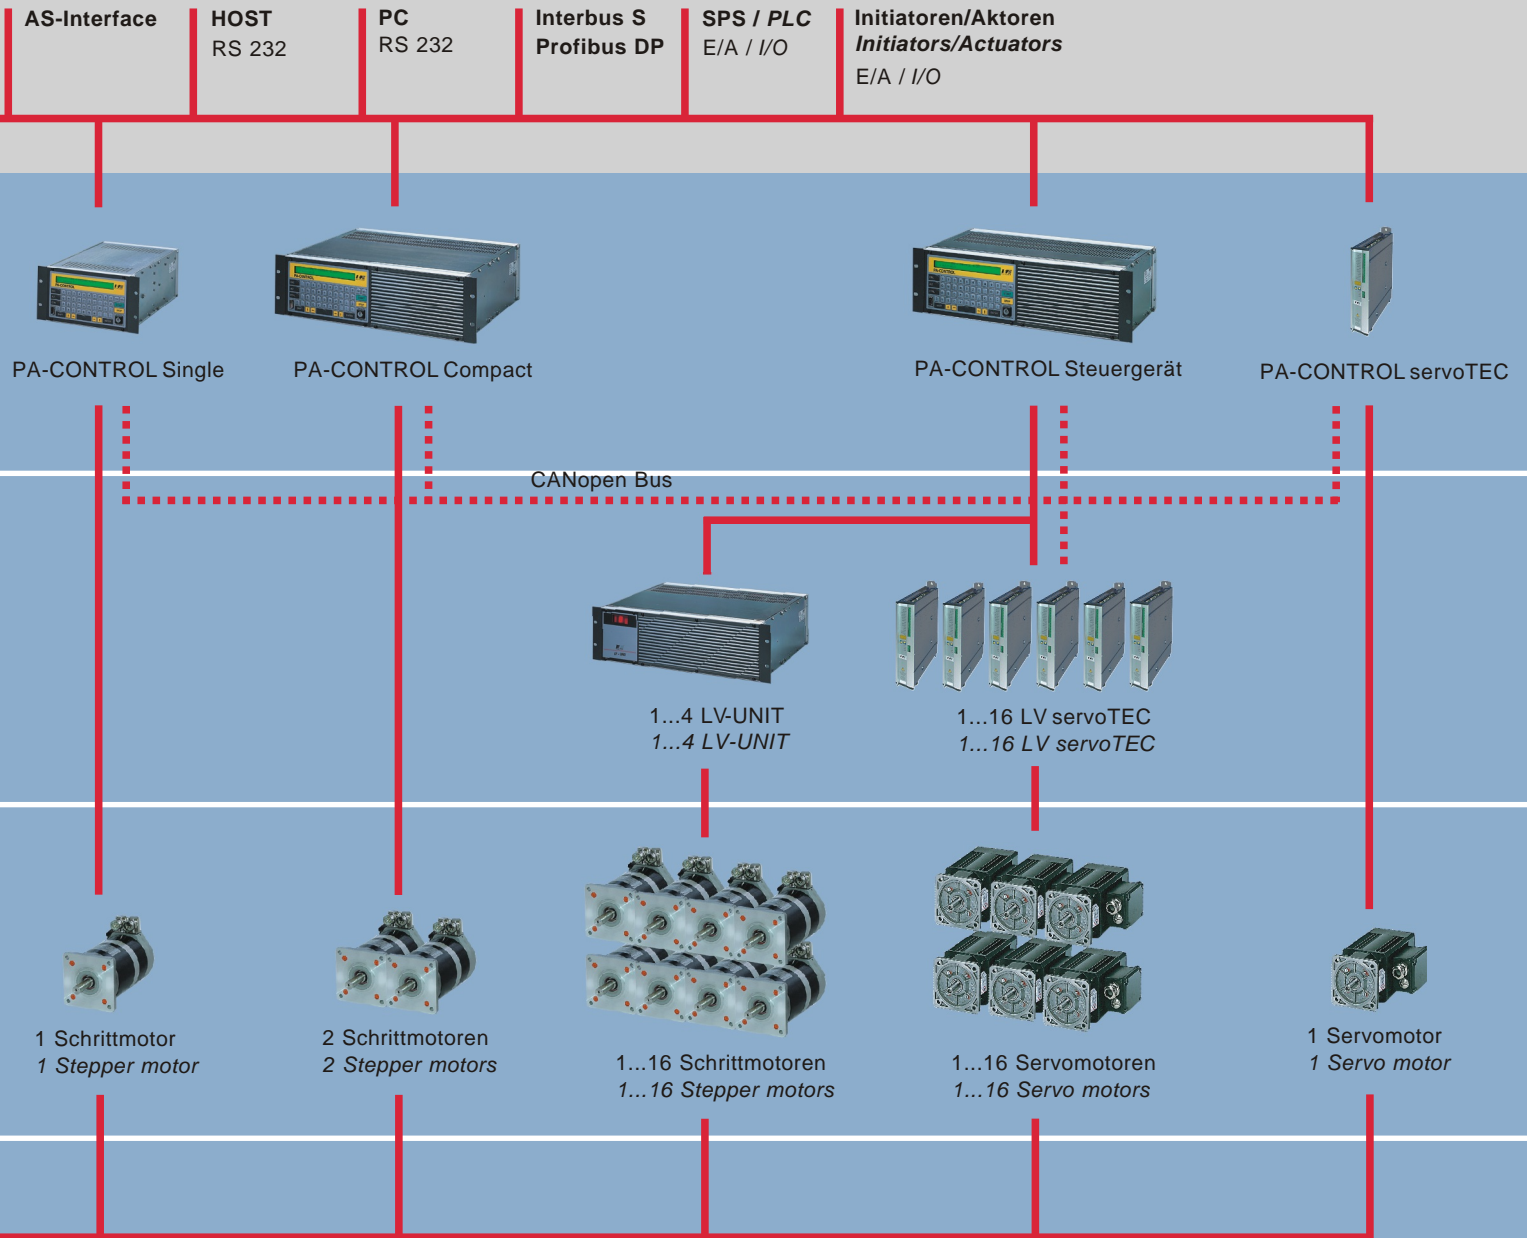 AS-Interface
HOST
RS 232
PC
RS 232
Interbus S
Profibus DP
SPS / PLC
E/A / I/O
Initiatoren/Aktoren
Initiators/Actuators
E/A / I/O
PA-CONTROL Single
PA-CONTROL Compact
PA-CONTROL Steuergerät
PA-CONTROL servoTEC
CANopen Bus
1...4 LV-UNIT
1...4 LV-UNIT
1...16 LV servoTEC
1...16 LV servoTEC
1 Schrittmotor
1 Stepper motor
2 Schrittmotoren
2 Stepper motors
1...16 Schrittmotoren
1...16 Stepper motors
1...16 Servomotoren
1...16 Servo motors
1 Servomotor
1 Servo motor